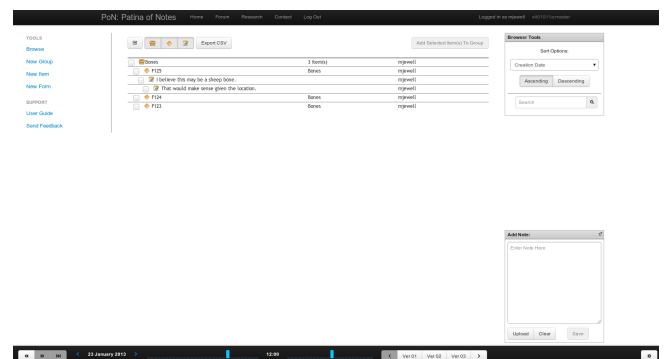 PoN: Patina of Notes Home Forum Research Contact Log Out Logged in as mjewell
TOOLS
Browse
New Group
New Item
New Form
SUPPORT
User Guide
Send Feedback
Export CSV Add Selected Item(s) To Group
Bones 3 Item(s) mjewell
F125 Bones mjewell
I believe this may be a sheep bone. mjewell
That would make sense given the location. mjewell
F124 Bones mjewell
F123 Bones mjewell
Browser Tools
Sort Options:
Creation Date
Ascending Descending
Search
Add Note:
Enter Note Here
Upload Clear Save
23 January 2013 12:00 Ver 01 Ver 02 Ver 03